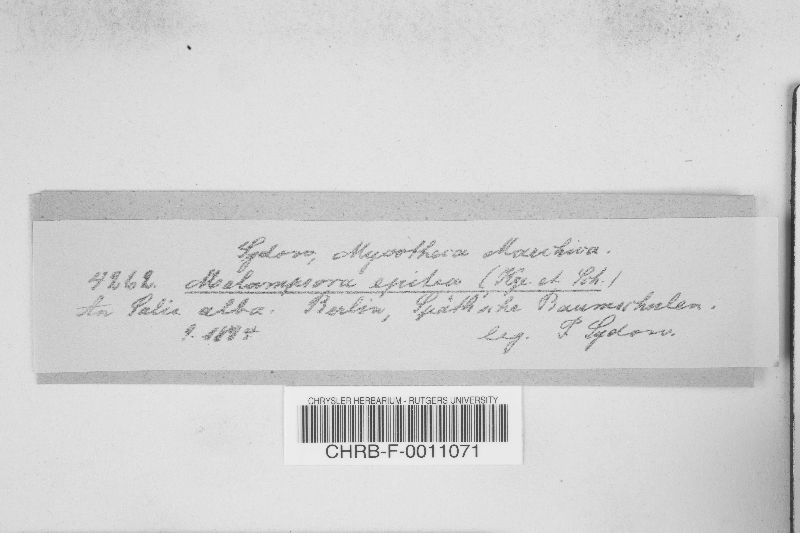 Sydow, Mycotheca Marchica.
4262. Melampsora epitea (Kze. et Sch.)
An Salix alba. Berlin, Späth'sche Baumschulen.
9. 1894 leg. P Sydow.
CHRYSLER HERBARIUM - RUTGERS UNIVERSITY
CHRB-F-0011071